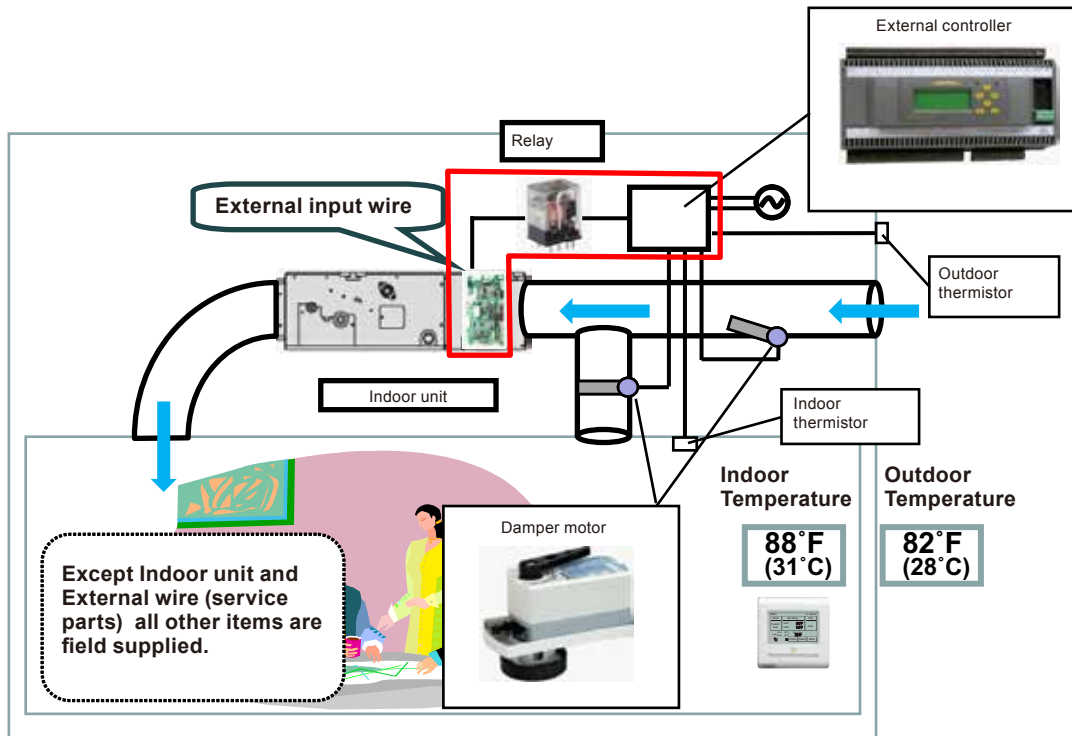 External controller
Relay
External input wire
Outdoor
thermistor
Indoor unit
Indoor
thermistor
Indoor
Temperature
Outdoor
Temperature
88˚F
(31˚C)
82˚F
(28˚C)
Damper motor
Except Indoor unit and
External wire (service
parts)  all other items are
field supplied.